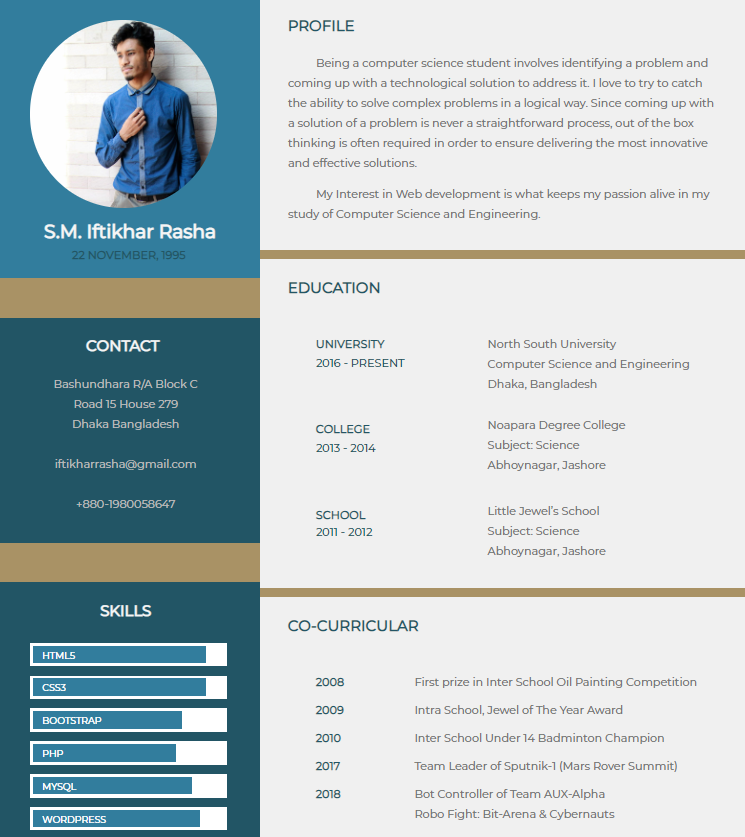 S.M. Iftikhar Rasha
22 NOVEMBER, 1995
CONTACT
Bashundhara R/A Block C
Road 15 House 279
Dhaka Bangladesh
iftikharrasha@gmail.com
+880-1980058647
SKILLS
HTML5
CSS3
BOOTSTRAP
PHP
MYSQL
WORDPRESS
PROFILE
Being a computer science student involves identifying a problem and
coming up with a technological solution to address it. I love to try to catch
the ability to solve complex problems in a logical way. Since coming up with
a solution of a problem is never a straightforward process, out of the box
thinking is often required in order to ensure delivering the most innovative
and effective solutions.
My Interest in Web development is what keeps my passion alive in my
study of Computer Science and Engineering.
EDUCATION
UNIVERSITY
2016 - PRESENT
North South University
Computer Science and Engineering
Dhaka, Bangladesh
COLLEGE
2013 - 2014
Noapara Degree College
Subject: Science
Abhoynagar, Jashore
SCHOOL
2011 - 2012
Little Jewel's School
Subject: Science
Abhoynagar, Jashore
CO-CURRICULAR
2008 First prize in Inter School Oil Painting Competition
2009 Intra School, Jewel of The Year Award
2010 Inter School Under 14 Badminton Champion
2017 Team Leader of Sputnik-1 (Mars Rover Summit)
2018 Bot Controller of Team AUX-Alpha
Robo Fight: Bit-Arena & Cybernauts